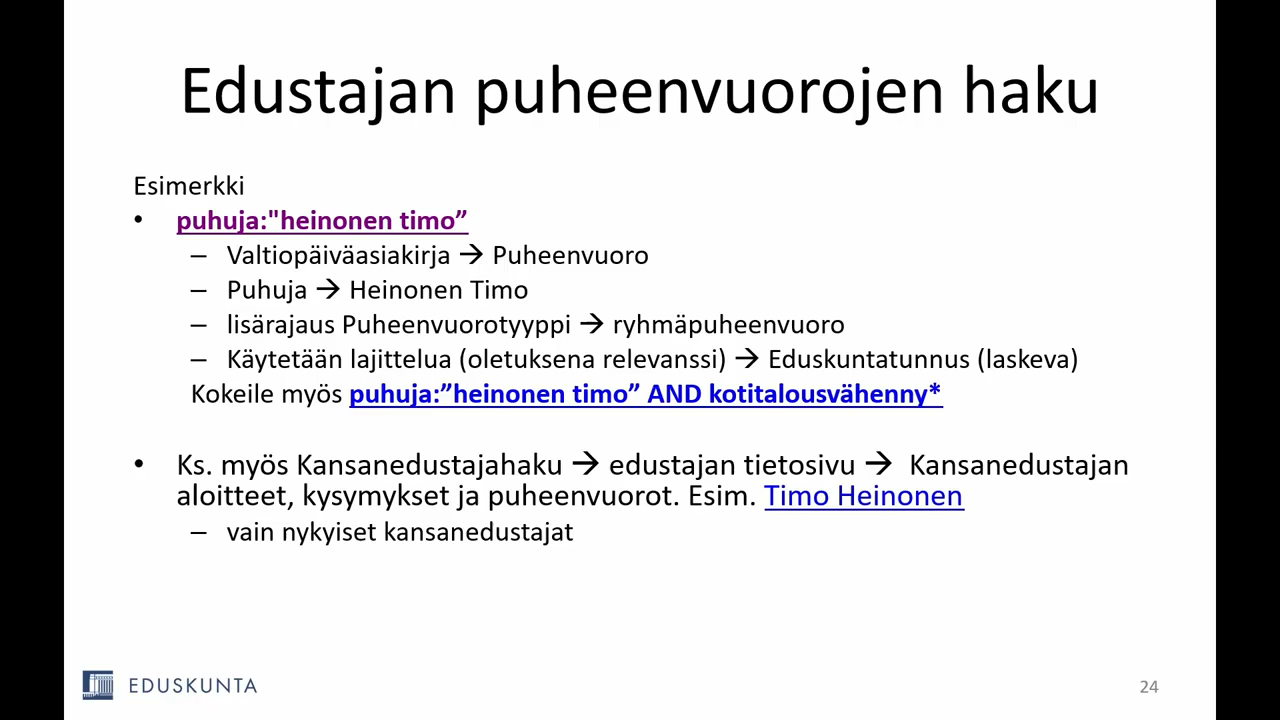 Edustajan puheenvuorojen haku
Esimerkki
• puhuja:"heinonen timo”
– Valtiopäiväasiakirja → Puheenvuoro
– Puhuja → Heinonen Timo
– lisärajaus Puheenvuorotyyppi → ryhmäpuheenvuoro
– Käytetään lajittelua (oletuksena relevanssi) → Eduskuntatunnus (laskeva)
Kokeile myös puhuja:”heinonen timo” AND kotitalousvähenny*
• Ks. myös Kansanedustajahaku → edustajan tietosivu → Kansanedustajan
aloitteet, kysymykset ja puheenvuorot. Esim. Timo Heinonen
– vain nykyiset kansanedustajat
EDUSKUNTA
24